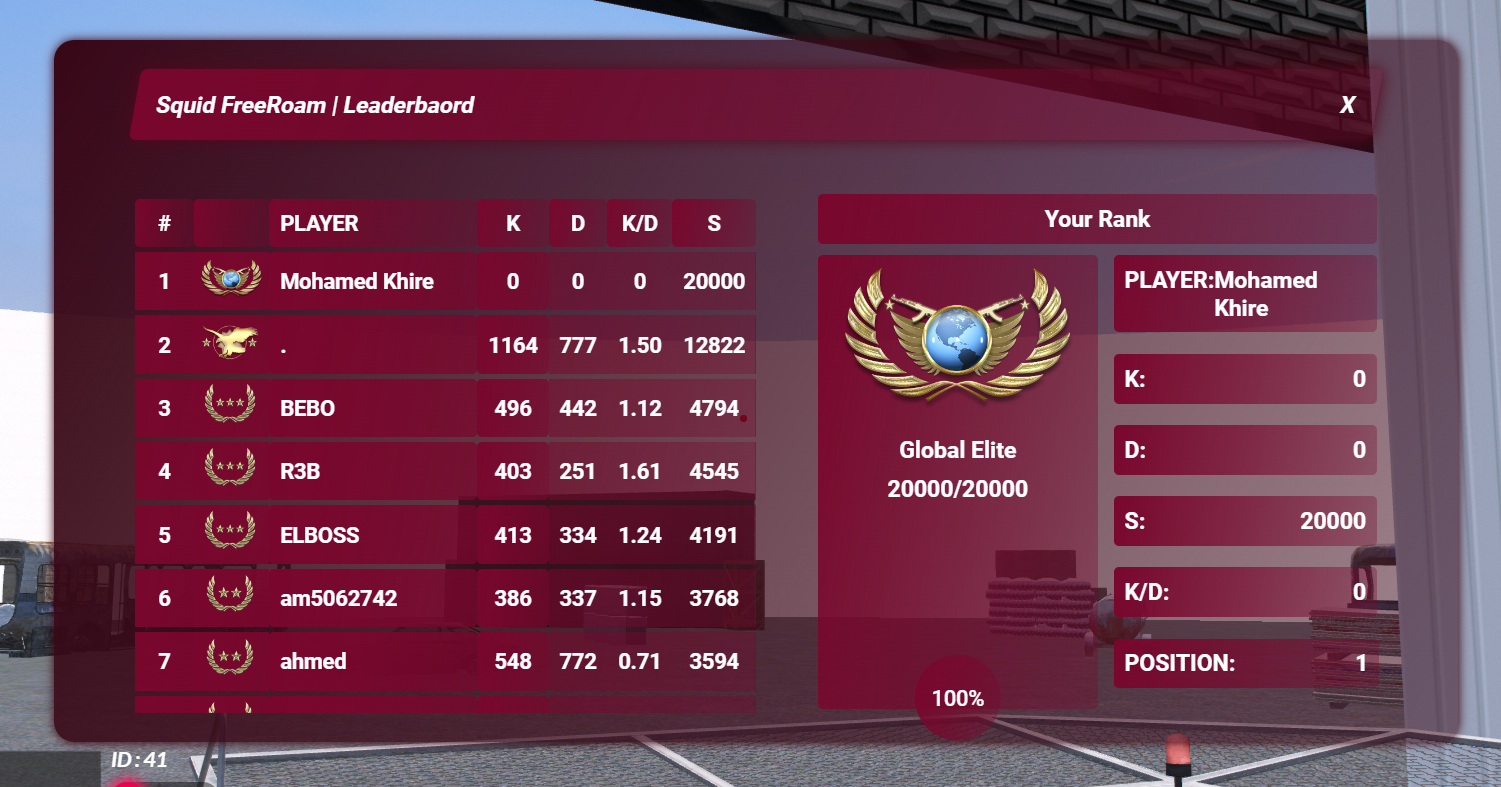 Squid FreeRoam | Leaderbaord X
# PLAYER K D K/D S
1 Mohamed Khire 0 0 0 20000
2 . 1164 777 1.50 12822
3 BEBO 496 442 1.12 4794
4 R3B 403 251 1.61 4545
5 ELBOSS 413 334 1.24 4191
6 am5062742 386 337 1.15 3768
7 ahmed 548 772 0.71 3594
Your Rank
Global Elite
20000/20000
100%
PLAYER:Mohamed
Khire
K: 0
D: 0
S: 20000
K/D: 0
POSITION: 1
ID:41